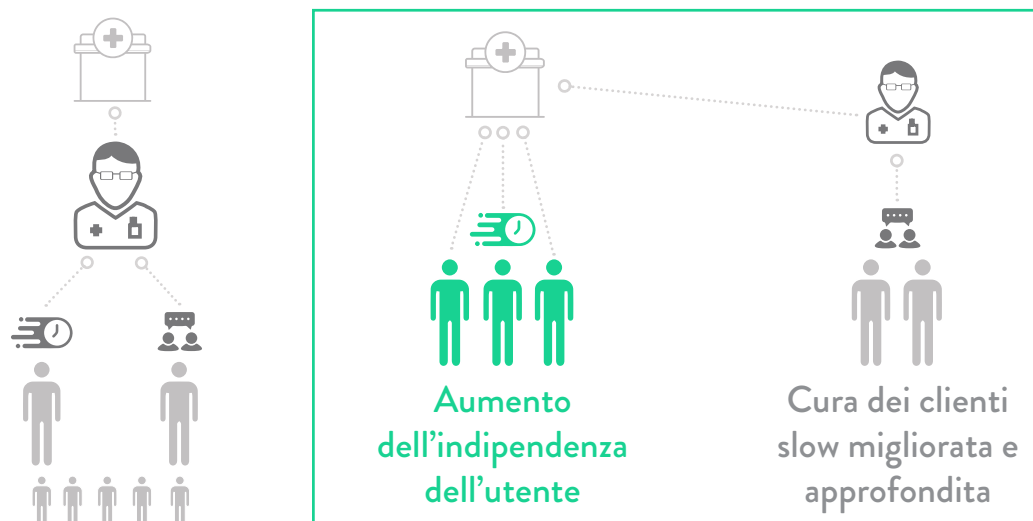 Aumento
dell’indipendenza
dell’utente
Cura dei clienti
slow migliorata e
approfondita